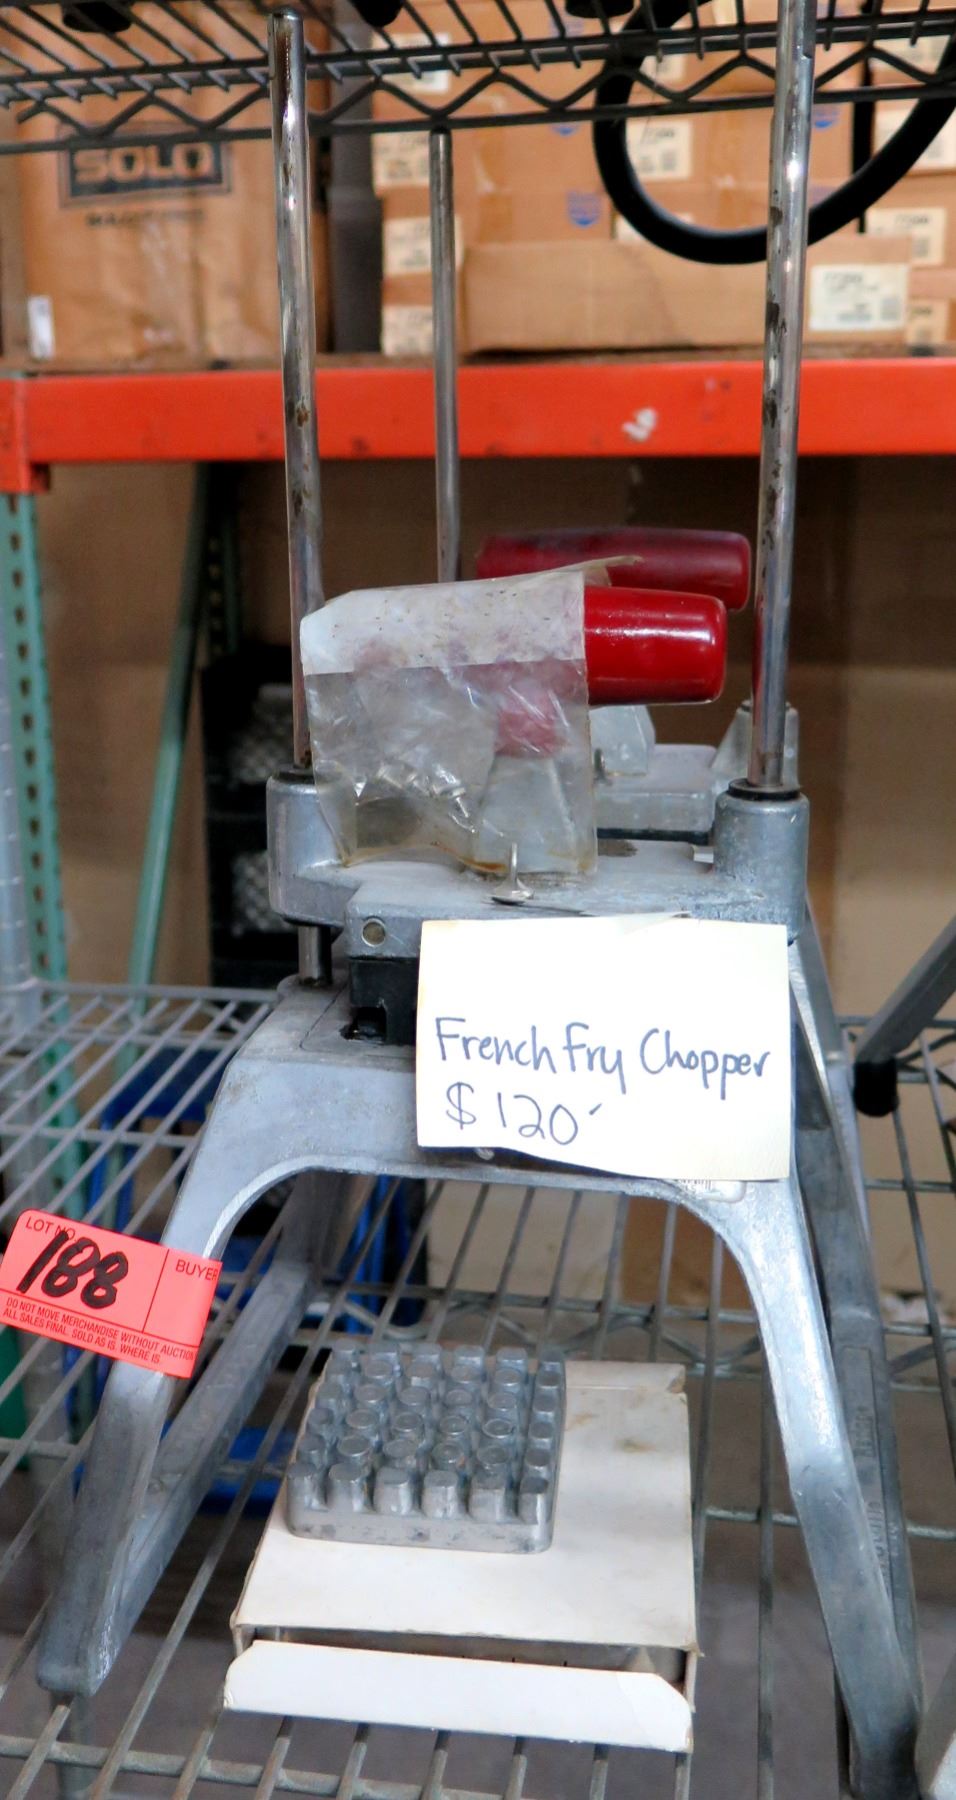 SOLO
French Fry Chopper
$120
LOT NO.
188
BUYER
DO NOT MOVE MERCHANDISE WITHOUT AUCTION
ALL SALES FINAL. SOLD AS IS, WHERE IS.